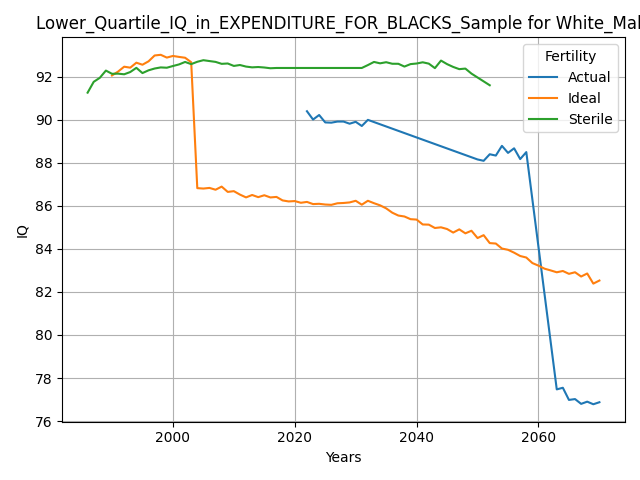 Lower_Quartile_IQ_in_EXPENDITURE_FOR_BLACKS_Sample for White_Mal
Fertility
Actual
Ideal
Sterile
IQ
92
90
88
86
84
82
80
78
76
2000
2020
2040
2060
Years